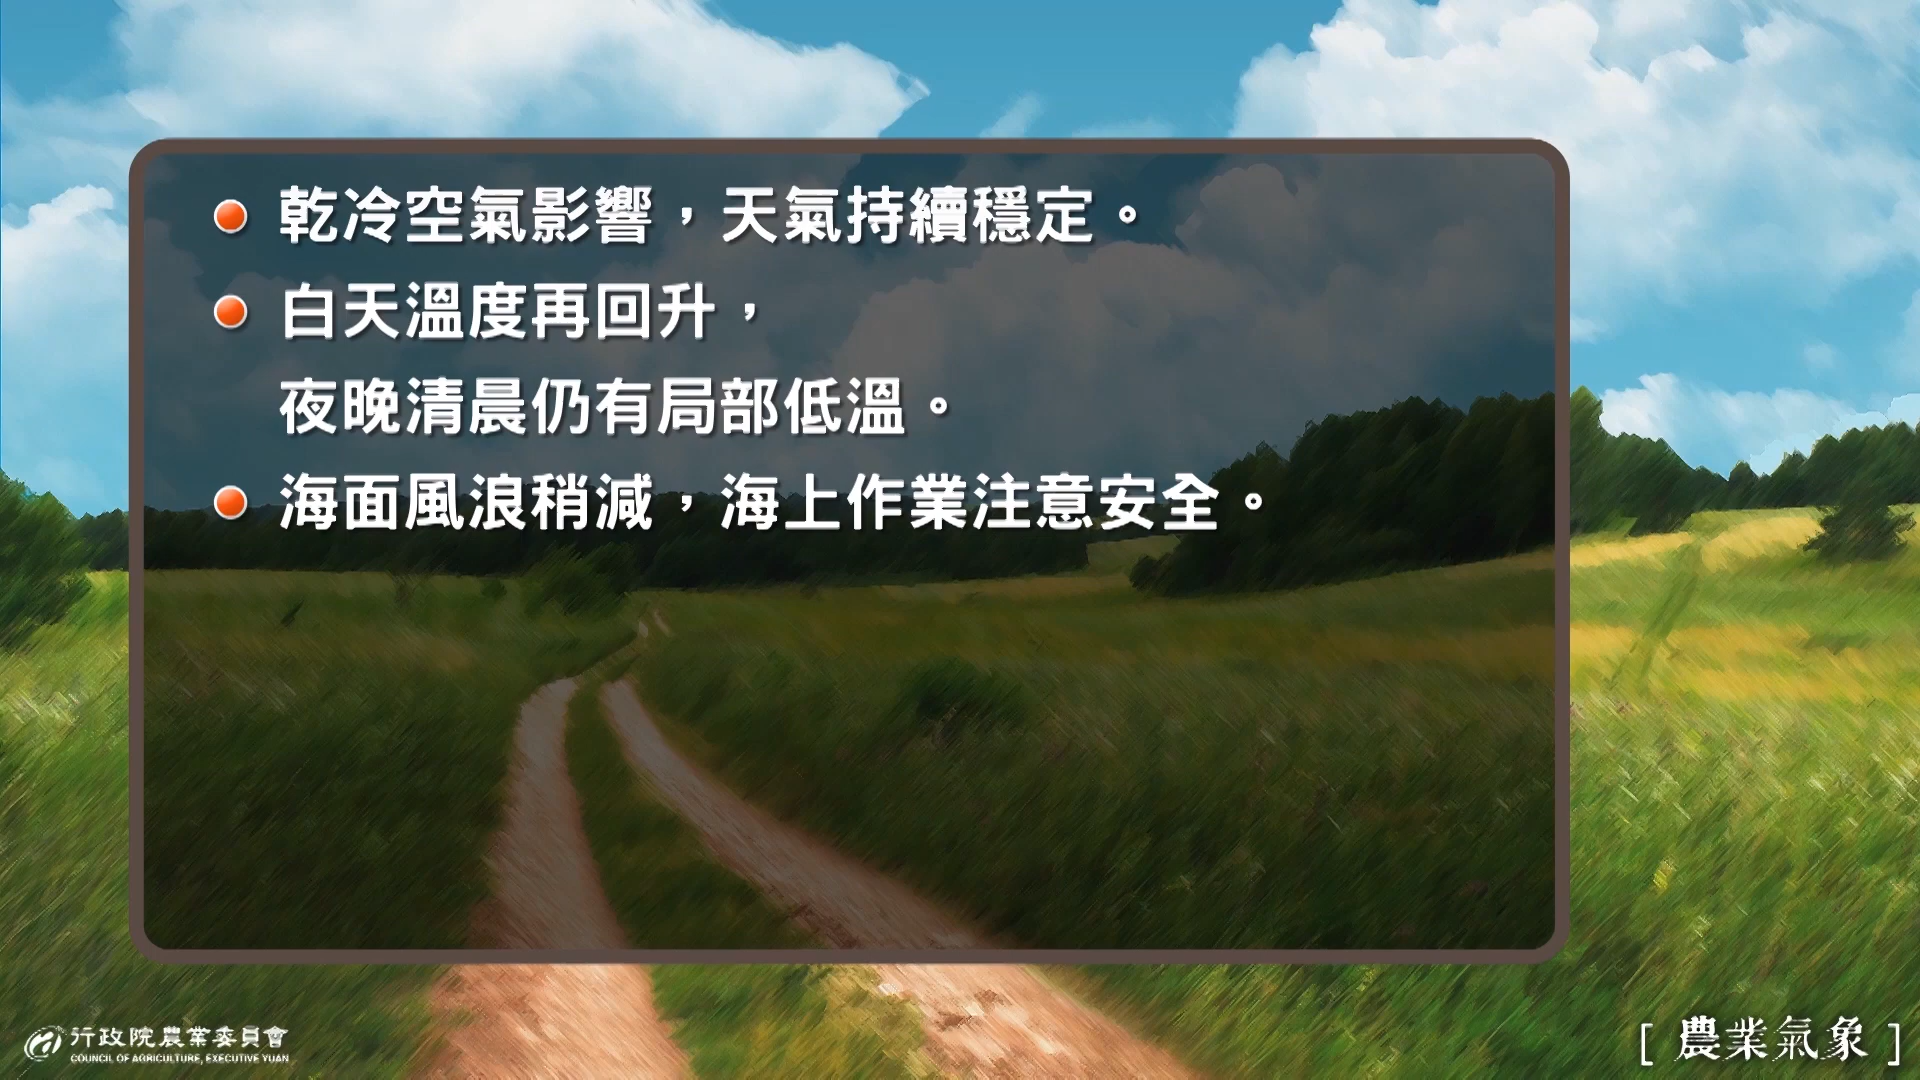 乾冷空氣影響，天氣持續穩定。
白天溫度再回升，
夜晚清晨仍有局部低溫。
海面風浪稍減，海上作業注意安全。
行政院農業委員會
COUNCIL OF AGRICULTURE, EXECUTIVE YUAN
[ 農業氣象 ]